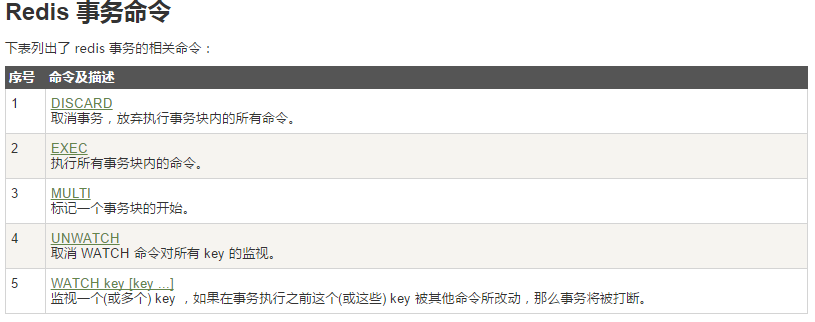 Redis 事务命令
下表列出了 redis 事务的相关命令：
序号 命令及描述
1 DISCARD
取消事务，放弃执行事务块内的所有命令。
2 EXEC
执行所有事务块内的命令。
3 MULTI
标记一个事务块的开始。
4 UNWATCH
取消 WATCH 命令对所有 key 的监视。
5 WATCH key [key ...]
监视一个(或多个) key ，如果在事务执行之前这个(或这些) key 被其他命令所改动，那么事务将被打断。